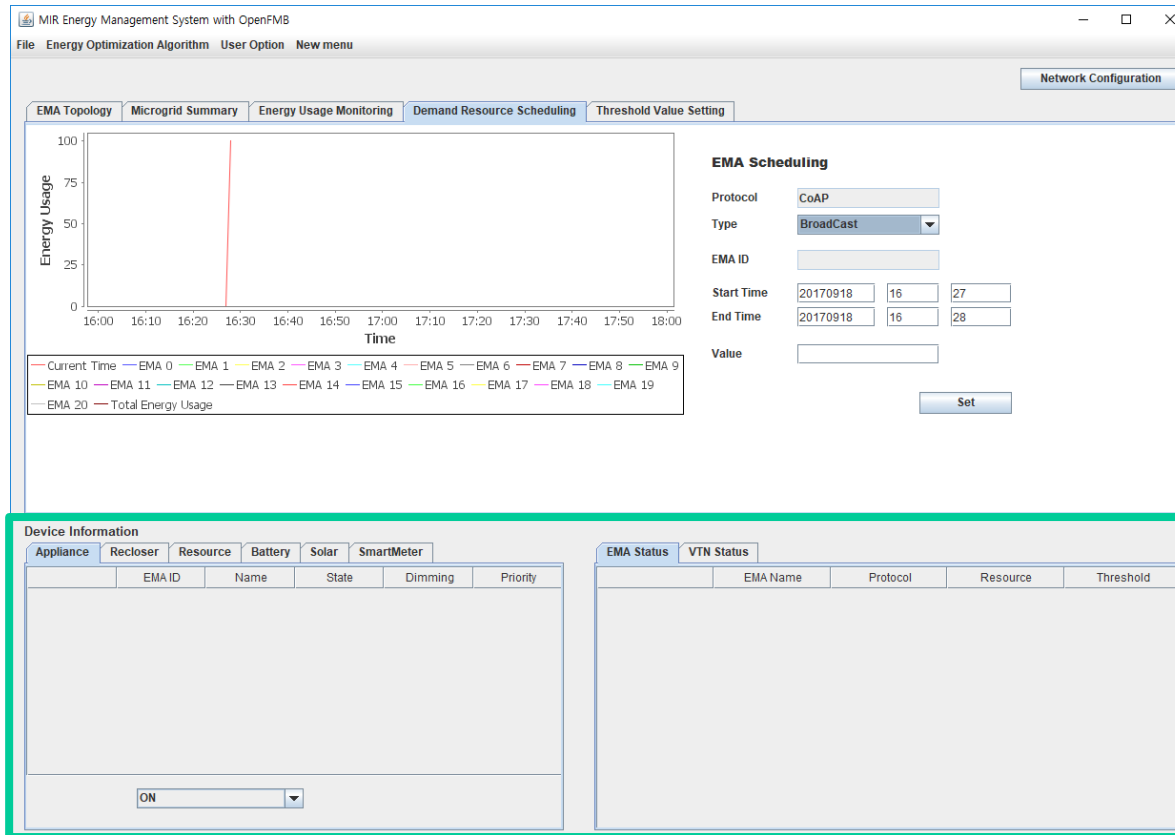 MIR Energy Management System with OpenFMB
File Energy Optimization Algorithm User Option New menu
Network Configuration
EMA Topology Microgrid Summary Energy Usage Monitoring Demand Resource Scheduling Threshold Value Setting
100
75
50
25
0
Energy Usage
16:00 16:10 16:20 16:30 16:40 16:50 17:00 17:10 17:20 17:30 17:40 17:50 18:00
Time
Current Time EMA 0 EMA 1 EMA 2 EMA 3 EMA 4 EMA 5 EMA 6 EMA 7 EMA 8 EMA 9
EMA 10 EMA 11 EMA 12 EMA 13 EMA 14 EMA 15 EMA 16 EMA 17 EMA 18 EMA 19
EMA 20 Total Energy Usage
EMA Scheduling
Protocol CoAP
Type BroadCast
EMA ID
Start Time 20170918 16 27
End Time 20170918 16 28
Value
Set
Device Information
Appliance Recloser Resource Battery Solar SmartMeter
EMA ID Name State Dimming Priority
ON
EMA Status VTN Status
EMA Name Protocol Resource Threshold